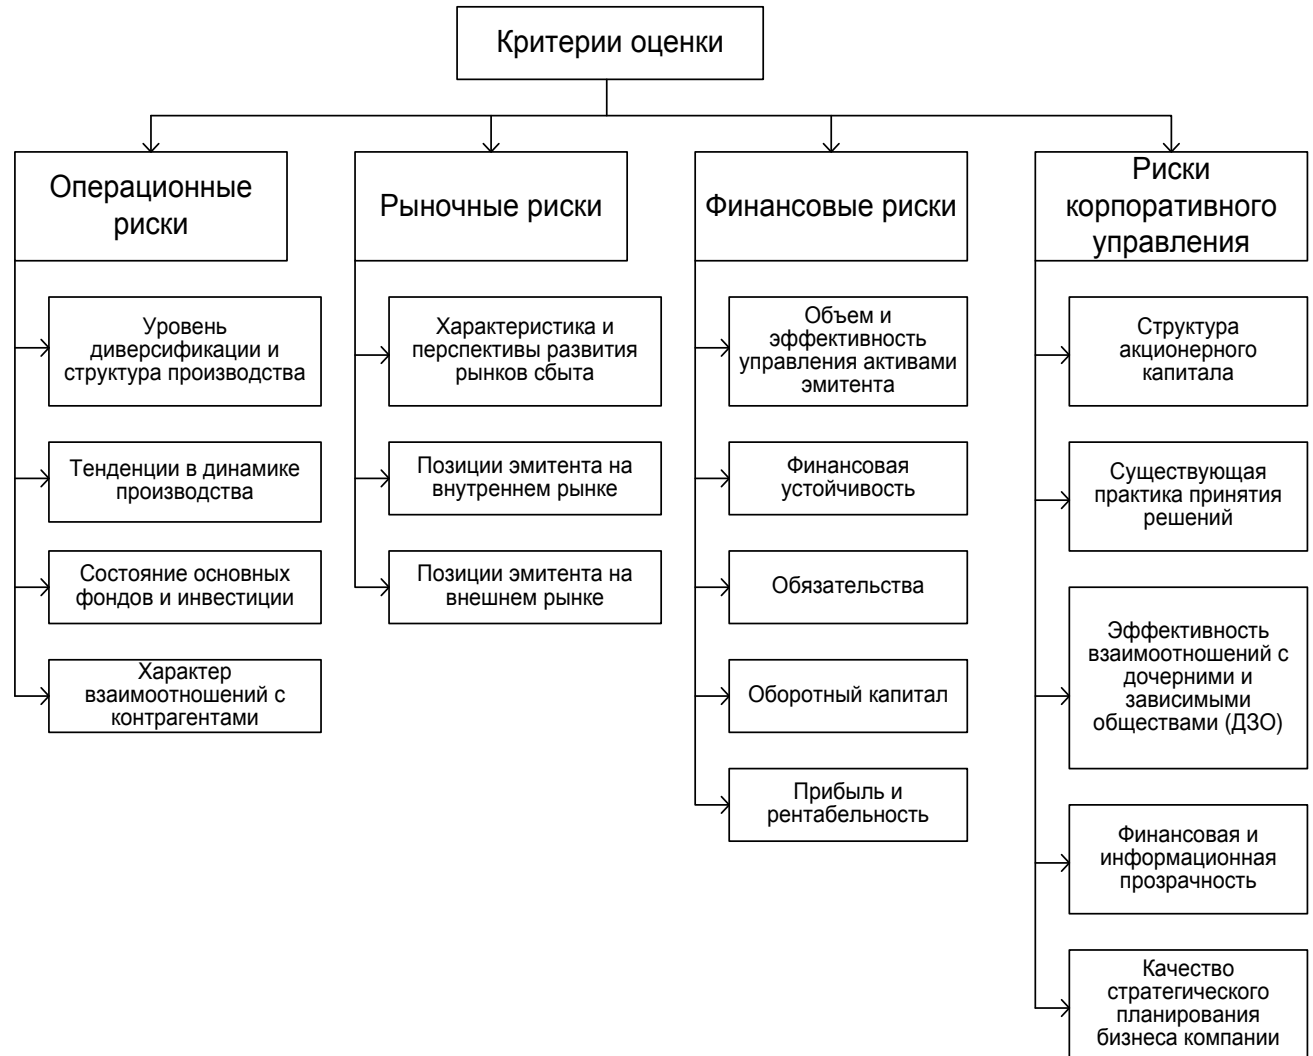 Критерии оценки
Операционные
риски
Рыночные риски
Финансовые риски
Риски
корпоративного
управления
Уровень
диверсификации и
структура производства
Тенденции в динамике
производства
Состояние основных
фондов и инвестиции
Характер
взаимоотношений с
контрагентами
Характеристика и
перспективы развития
рынков сбыта
Позиции эмитента на
внутреннем рынке
Позиции эмитента на
внешнем рынке
Объем и
эффективность
управления активами
эмитента
Финансовая
устойчивость
Обязательства
Оборотный капитал
Прибыль и
рентабельность
Структура
акционерного
капитала
Существующая
практика принятия
решений
Эффективность
взаимоотношений с
дочерними и
зависимыми
обществами (ДЗО)
Финансовая и
информационная
прозрачность
Качество
стратегического
планирования
бизнеса компании